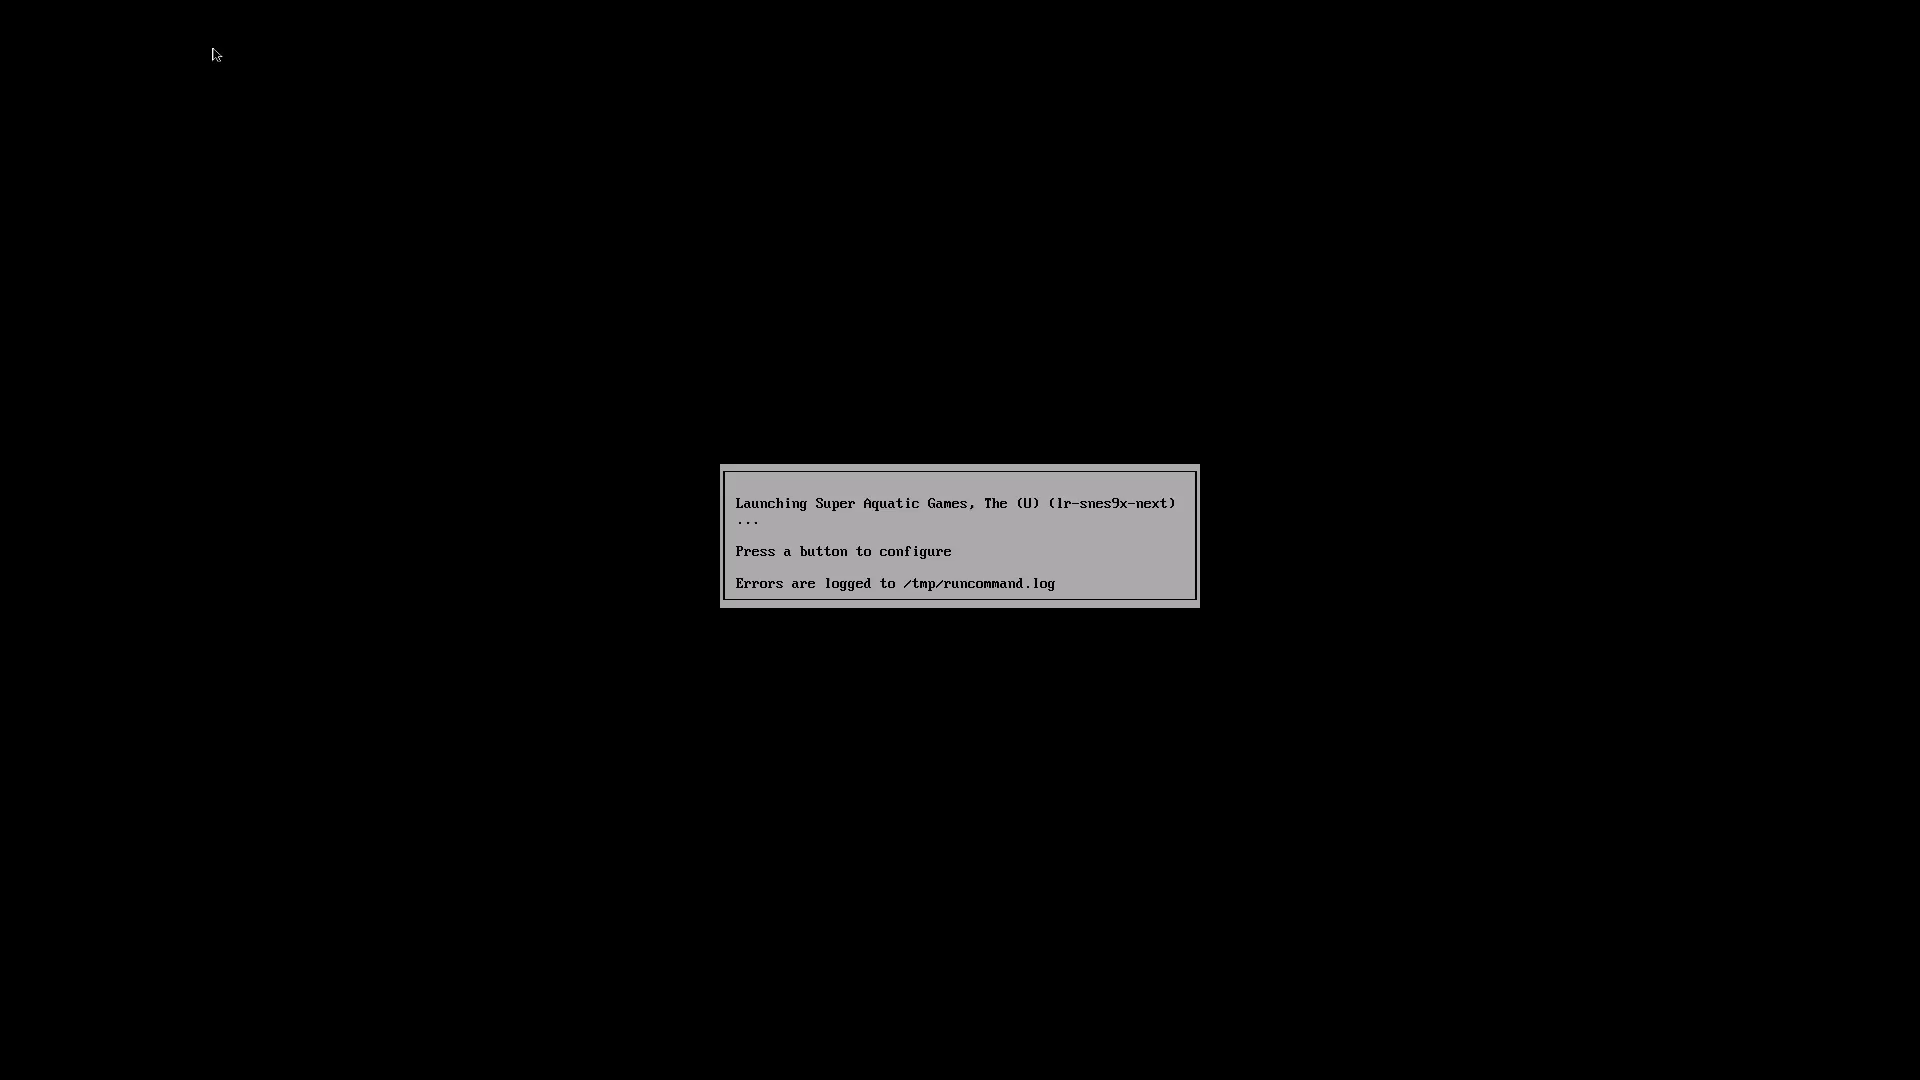 Launching Super Aquatic Games, The (U) (lr-snes9x-next)
...
Press a button to configure
Errors are logged to /tmp/runcommand.log